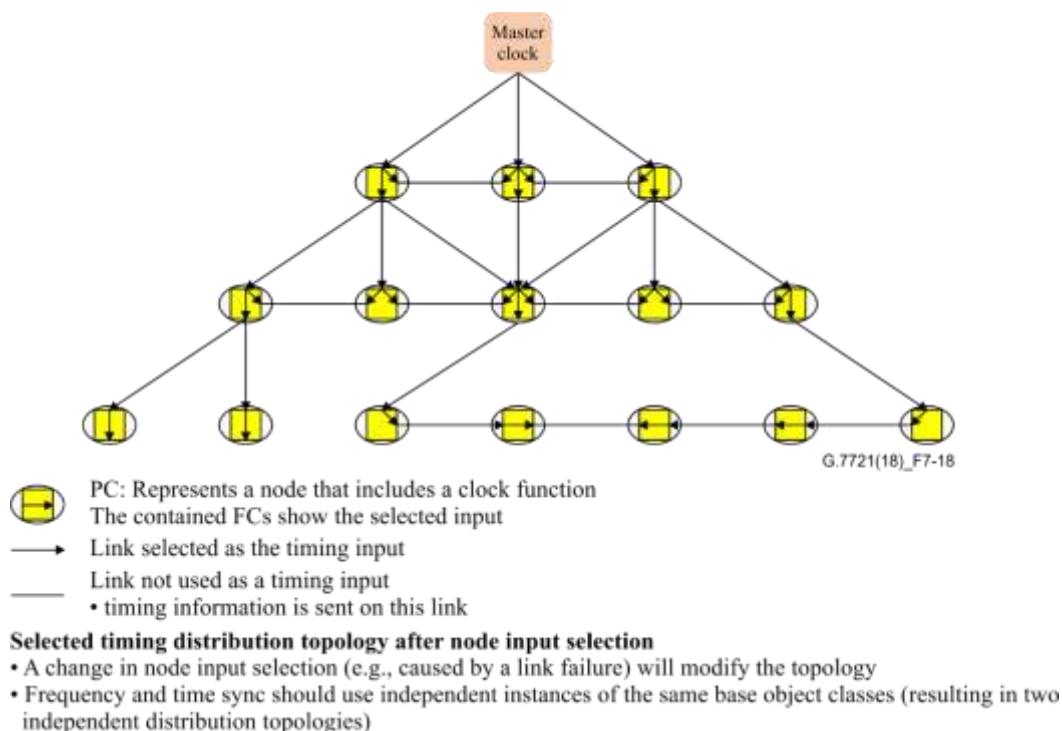 Master
clock
G.7721(18)_F7-18
PC: Represents a node that includes a clock function
The contained FCs show the selected input
Link selected as the timing input
Link not used as a timing input
• timing information is sent on this link
Selected timing distribution topology after node input selection
• A change in node input selection (e.g., caused by a link failure) will modify the topology
• Frequency and time sync should use independent instances of the same base object classes (resulting in two
independent distribution topologies)